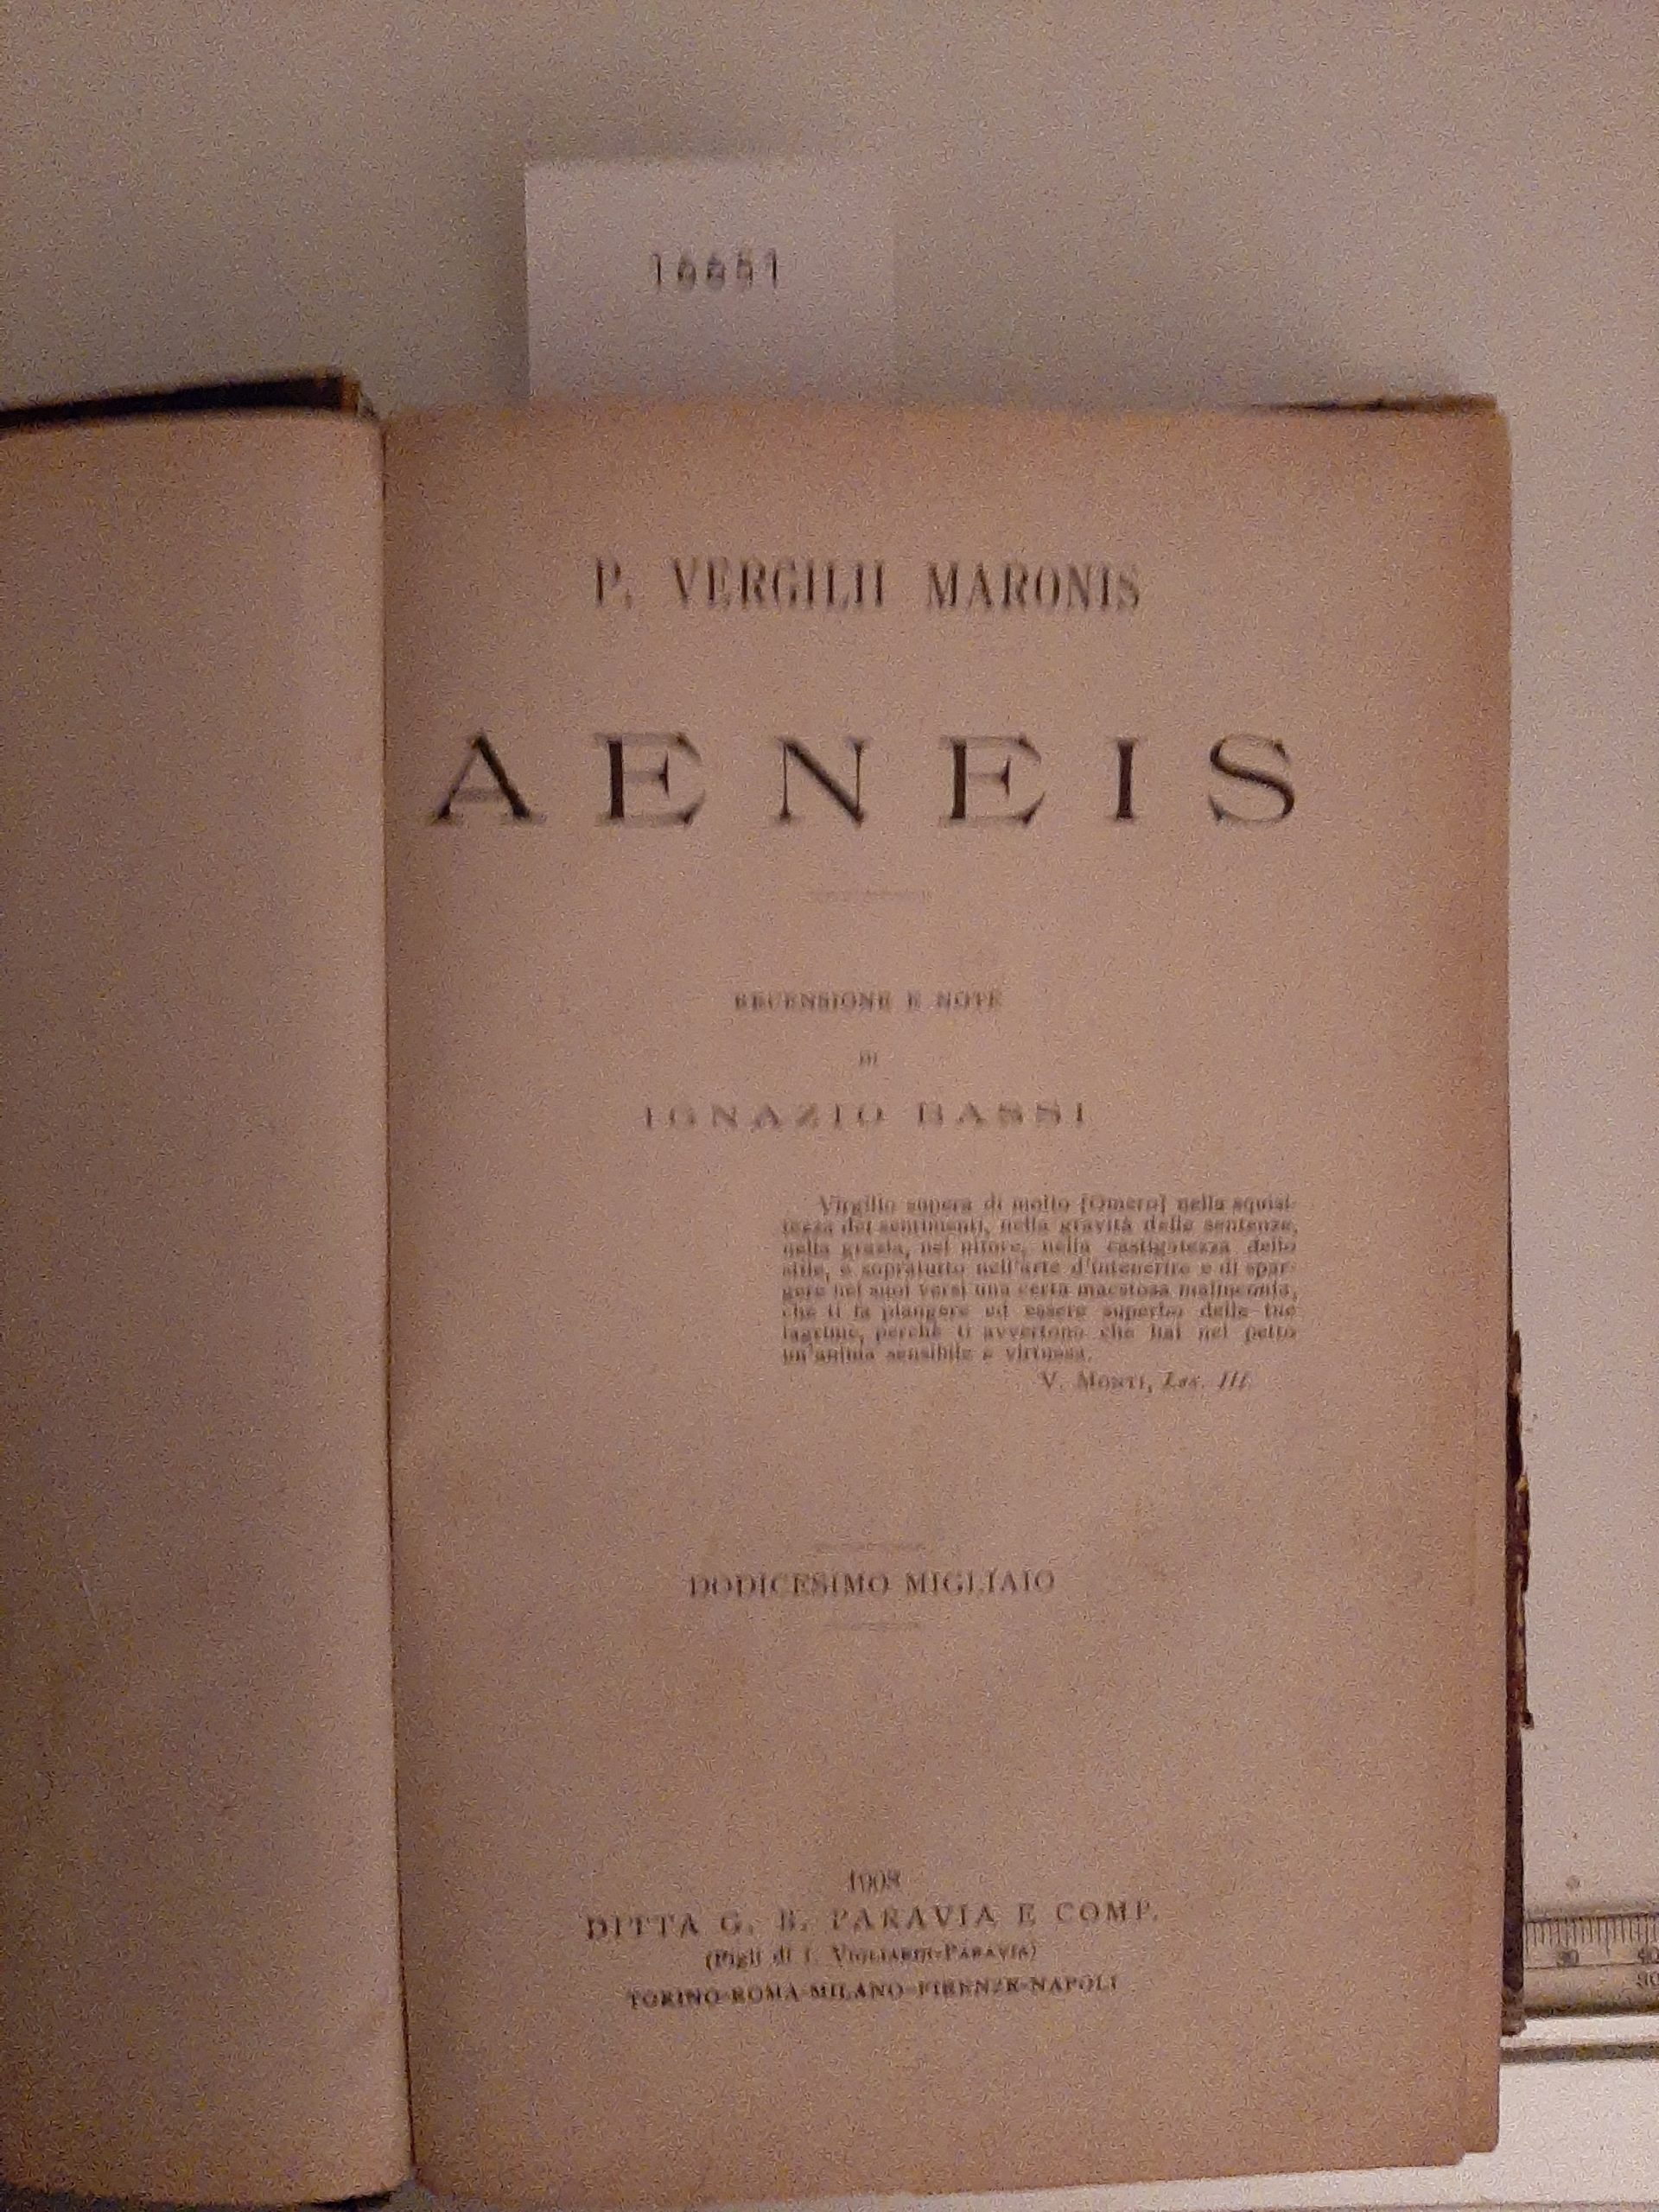 P. VERGILII MARONIS
AENEIS
RECENSIONE E NOTE
DI
IGNAZIO BASSI
Virgilio supera di molto [Omero] nella squisi-
tezza dei sentimenti, nella gravità delle sentenze,
nella grazia, nel nitore, nella castigatezza dello
stile, e sopratutto nell'arte d'intenerire e di spar-
gere nei suoi versi una certa maestosa malinconia,
che ti fa piangere ed essere superbo delle tue
lagrime, perchè ti avvertono che hai nel petto
un'anima sensibile e virtuosa.
V. MONTI, Lez. III.
DODICESIMO MIGLIAIO
1908
DITTA G. B. PARAVIA E COMP.
(Figli di I. VIGLIARDI-PARAVIA)
TORINO-ROMA-MILANO-FIRENZE-NAPOLI